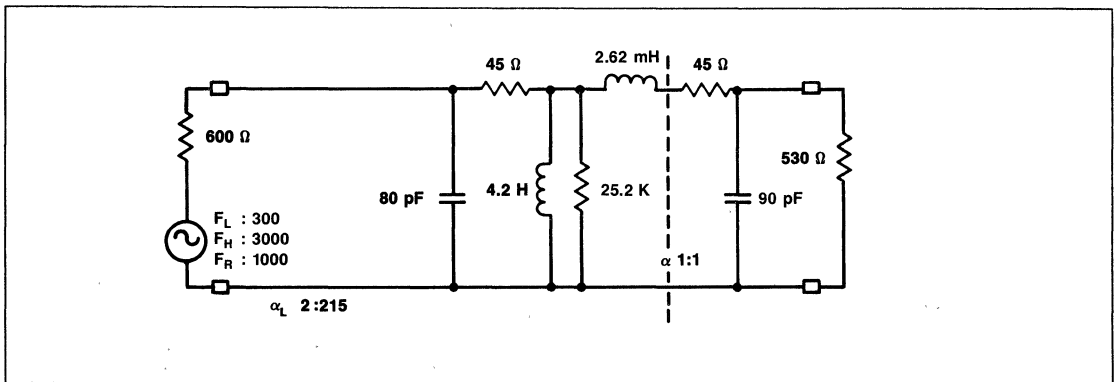 2.62 mH
45 Ω
45 Ω
600 Ω
530 Ω
80 pF
4.2 H
25.2 K
90 pF
F_L : 300
F_H : 3000
F_R : 1000
α 1:1
α_L 2:215